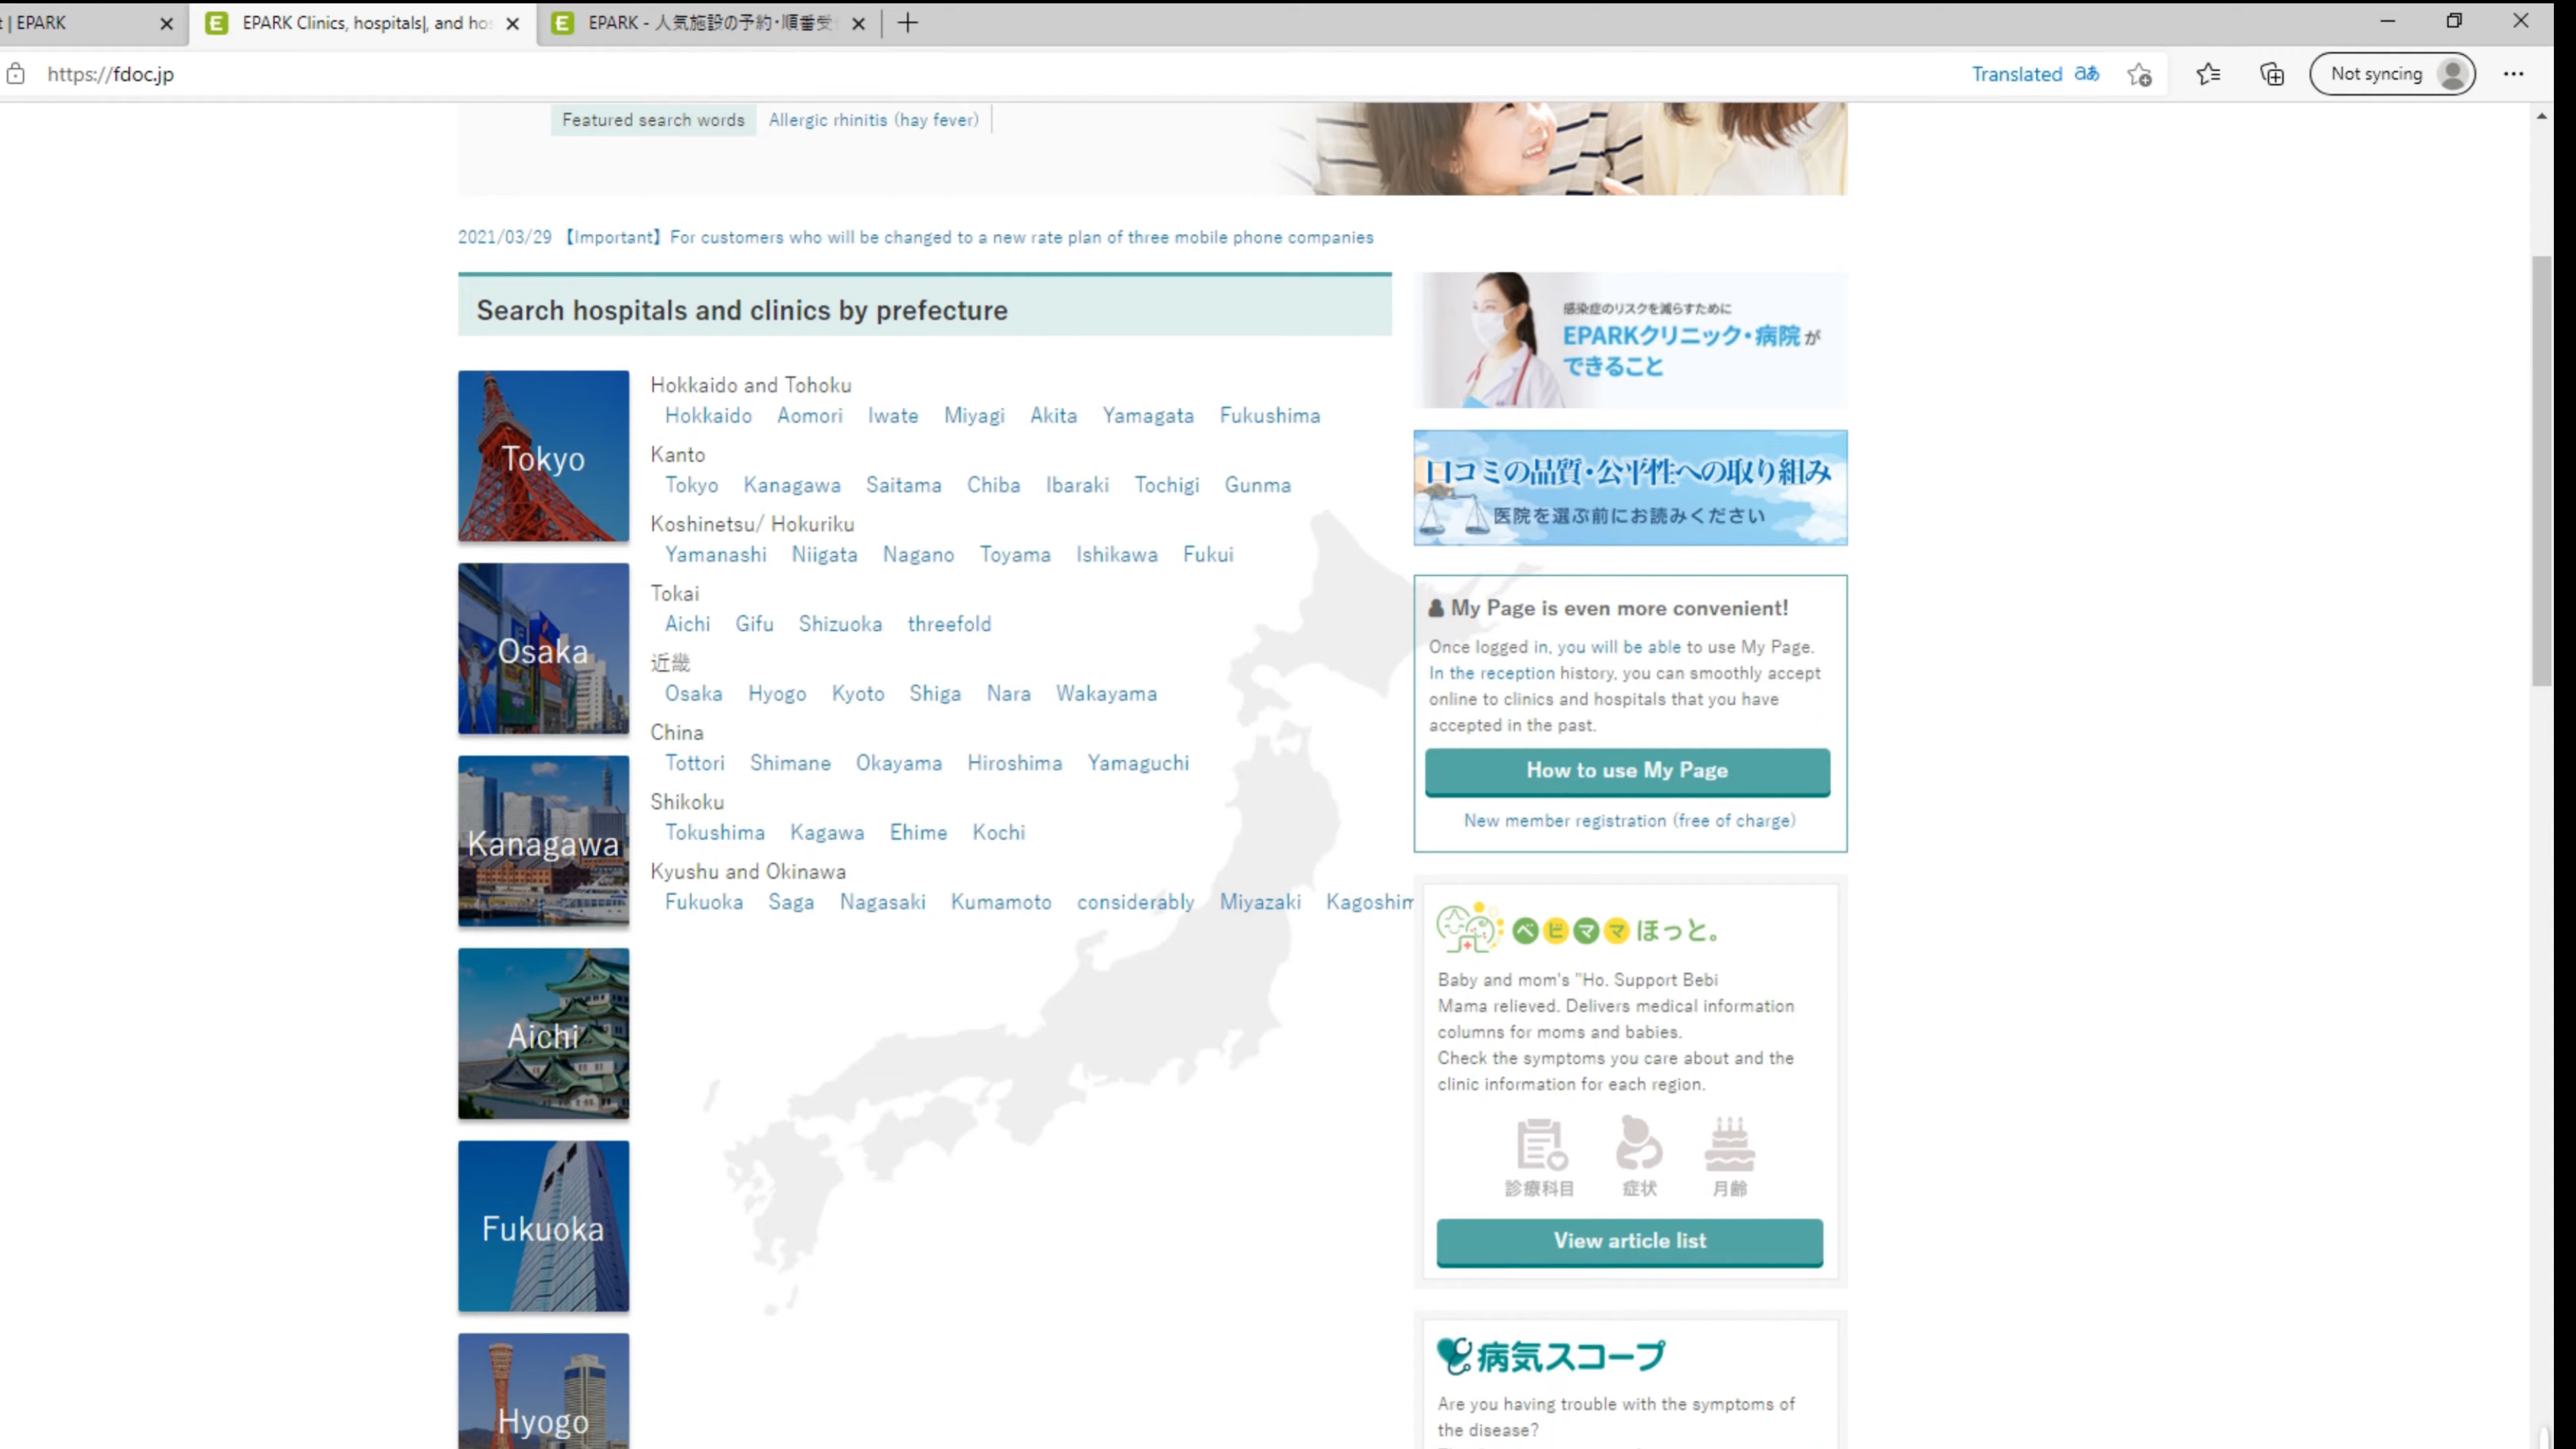 t | EPARK
EPARK Clinics, hospitals|, and hos
EPARK - 人気施設の予約・順番受
https://fdoc.jp
Translated
Not syncing
Featured search words
Allergic rhinitis (hay fever)
2021/03/29 【Important】For customers who will be changed to a new rate plan of three mobile phone companies
Search hospitals and clinics by prefecture
Tokyo
Osaka
Kanagawa
Aichi
Fukuoka
Hyogo
Hokkaido and Tohoku
Hokkaido Aomori Iwate Miyagi Akita Yamagata Fukushima
Kanto
Tokyo Kanagawa Saitama Chiba Ibaraki Tochigi Gunma
Koshinetsu/ Hokuriku
Yamanashi Niigata Nagano Toyama Ishikawa Fukui
Tokai
Aichi Gifu Shizuoka threefold
近畿
Osaka Hyogo Kyoto Shiga Nara Wakayama
China
Tottori Shimane Okayama Hiroshima Yamaguchi
Shikoku
Tokushima Kagawa Ehime Kochi
Kyushu and Okinawa
Fukuoka Saga Nagasaki Kumamoto considerably Miyazaki Kagoshim
感染症のリスクを減らすために
EPARKクリニック・病院が
できること
口コミの品質・公平性への取り組み
医院を選ぶ前にお読みください
My Page is even more convenient!
Once logged in, you will be able to use My Page.
In the reception history, you can smoothly accept
online to clinics and hospitals that you have
accepted in the past.
How to use My Page
New member registration (free of charge)
ベビママほっと。
Baby and mom's "Ho. Support Bebi
Mama relieved. Delivers medical information
columns for moms and babies.
Check the symptoms you care about and the
clinic information for each region.
診療科目 症状 月齢
View article list
病気スコープ
Are you having trouble with the symptoms of
the disease?